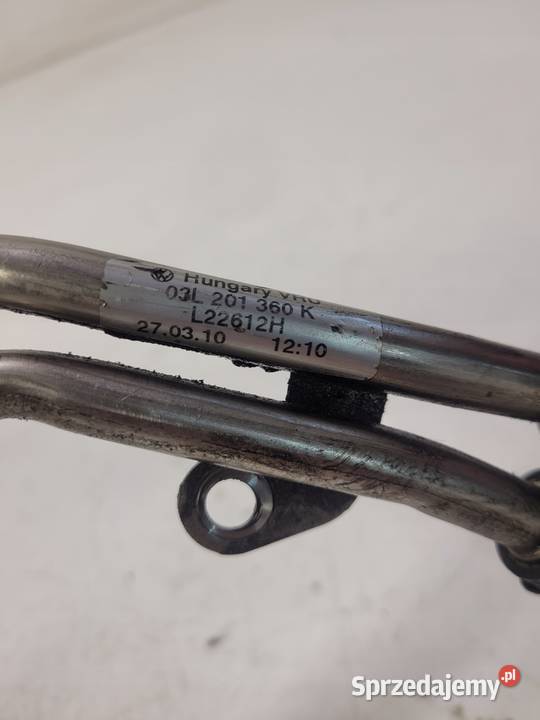 Hungary
03L 201 360 K
L22612H
27.03.10 12:10
Sprzedajemy.pl